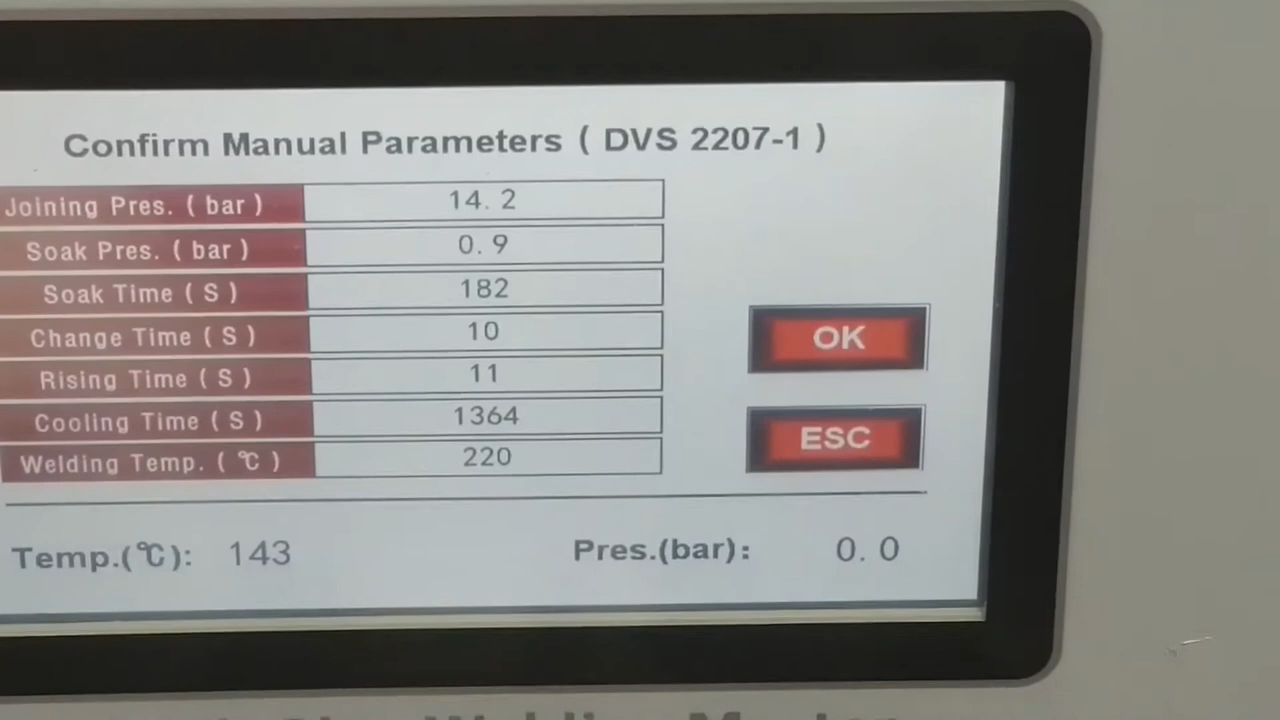 Confirm Manual Parameters ( DVS 2207-1 )
Joining Pres. ( bar ) 14. 2
Soak Pres. ( bar ) 0. 9
Soak Time ( S ) 182
Change Time ( S ) 10
Rising Time ( S ) 11
Cooling Time ( S ) 1364
Welding Temp. ( ℃ ) 220
OK
ESC
Temp.(℃): 143 Pres.(bar): 0. 0